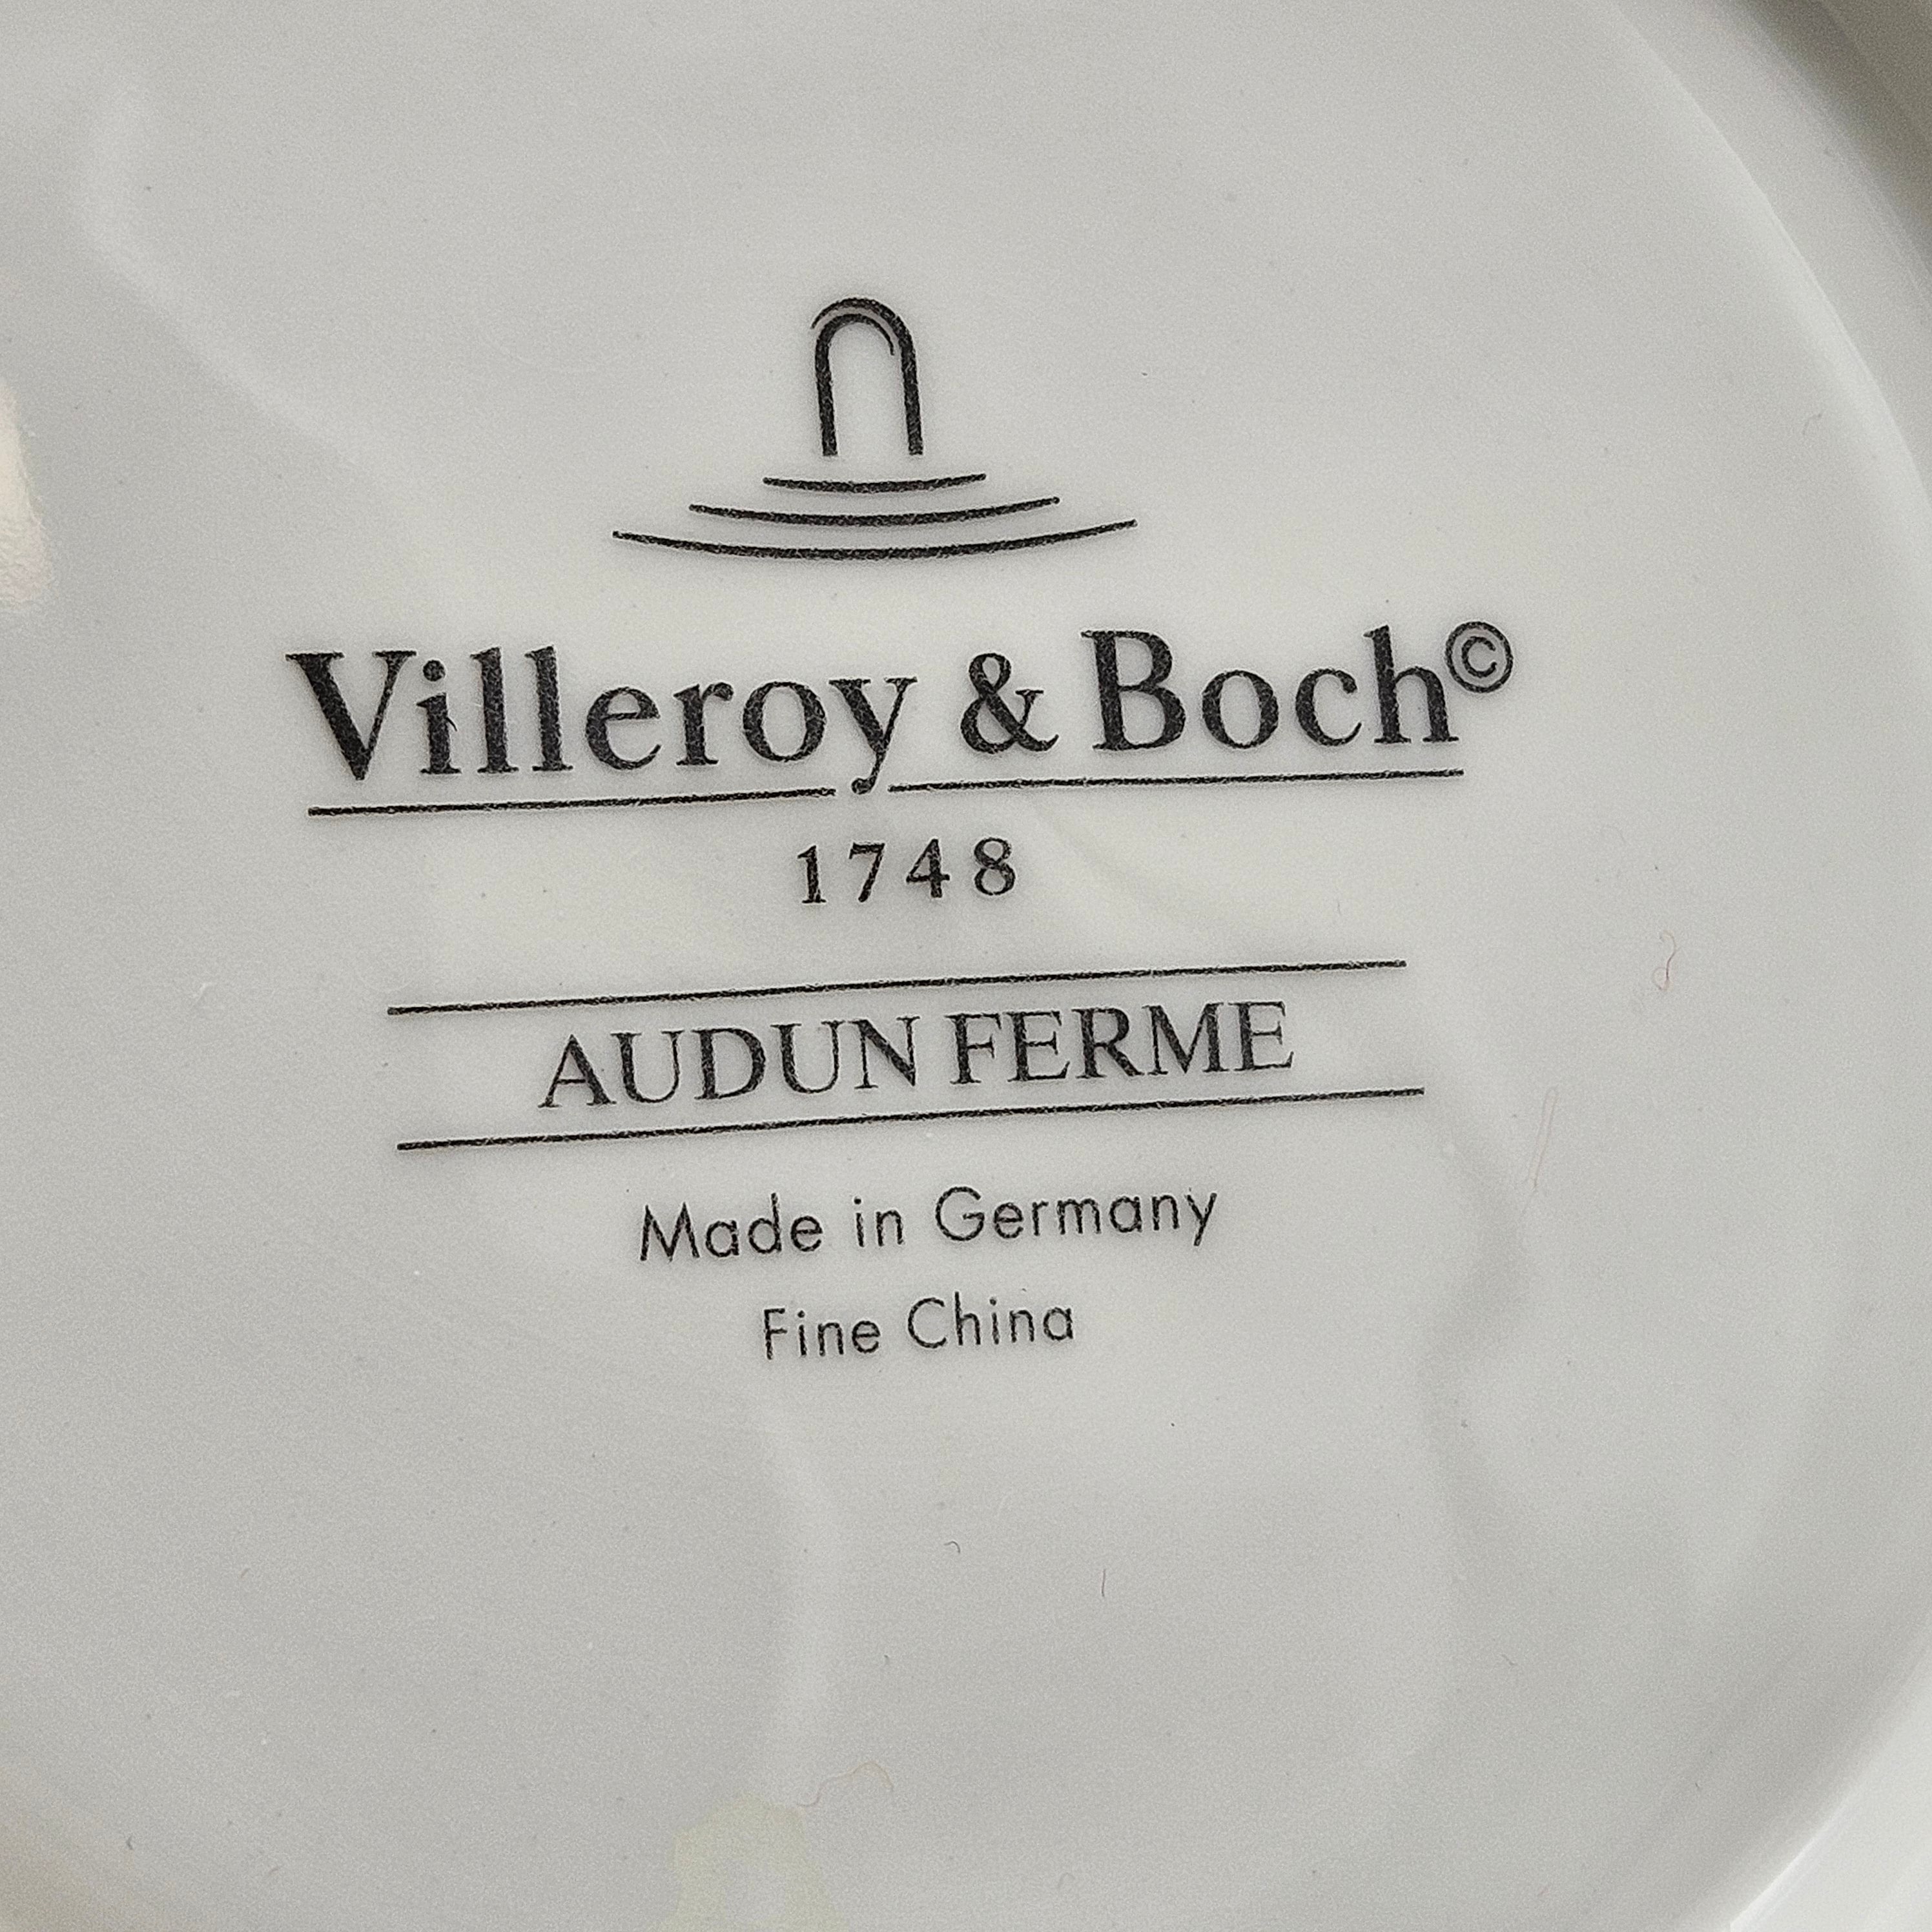 Villeroy & Boch©
1748
AUDUN FERME
Made in Germany
Fine China